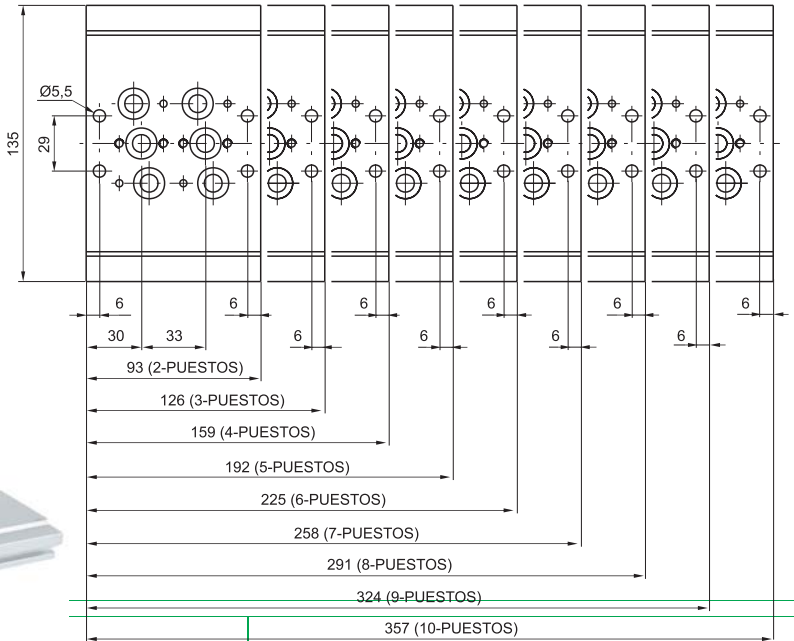 Ø5,5
135
29
6
6
6
6
6
6
30
33
6
6
6
6
93 (2-PUESTOS)
126 (3-PUESTOS)
159 (4-PUESTOS)
192 (5-PUESTOS)
225 (6-PUESTOS)
258 (7-PUESTOS)
291 (8-PUESTOS)
324 (9-PUESTOS)
357 (10-PUESTOS)